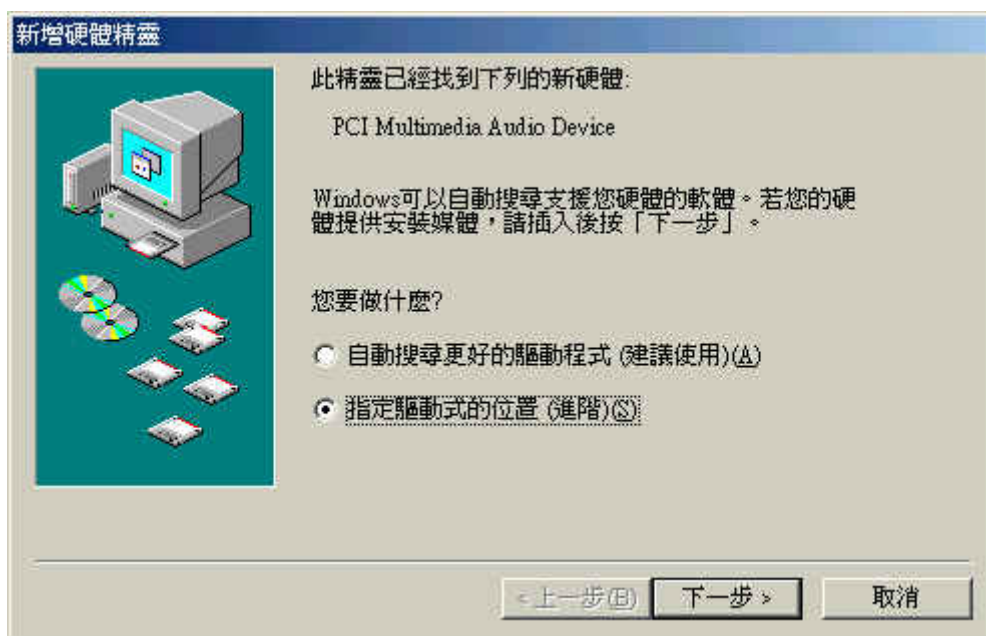 新增硬體精靈
此精靈已經找到下列的新硬體:
PCI Multimedia Audio Device
Windows可以自動搜尋支援您硬體的軟體。若您的硬
體提供安裝媒體，請插入後按「下一步」。
您要做什麼?
自動搜尋更好的驅動程式 (建議使用)(A)
指定驅動式的位置 (進階)(S)
< 上一步(B)
下一步 >
取消